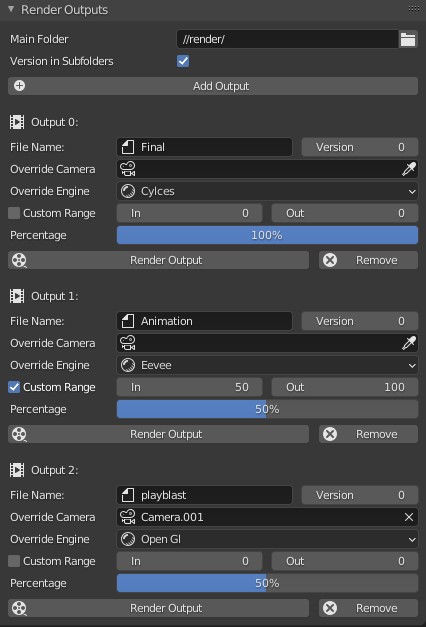 Render Outputs
Main Folder //render/
Version in Subfolders
Add Output
Output 0:
File Name: Final Version 0
Override Camera
Override Engine Cylces
Custom Range In 0 Out 0
Percentage 100%
Render Output Remove
Output 1:
File Name: Animation Version 0
Override Camera
Override Engine Eevee
Custom Range In 50 Out 100
Percentage 50%
Render Output Remove
Output 2:
File Name: playblast Version 0
Override Camera Camera.001
Override Engine Open Gl
Custom Range In 0 Out 0
Percentage 50%
Render Output Remove